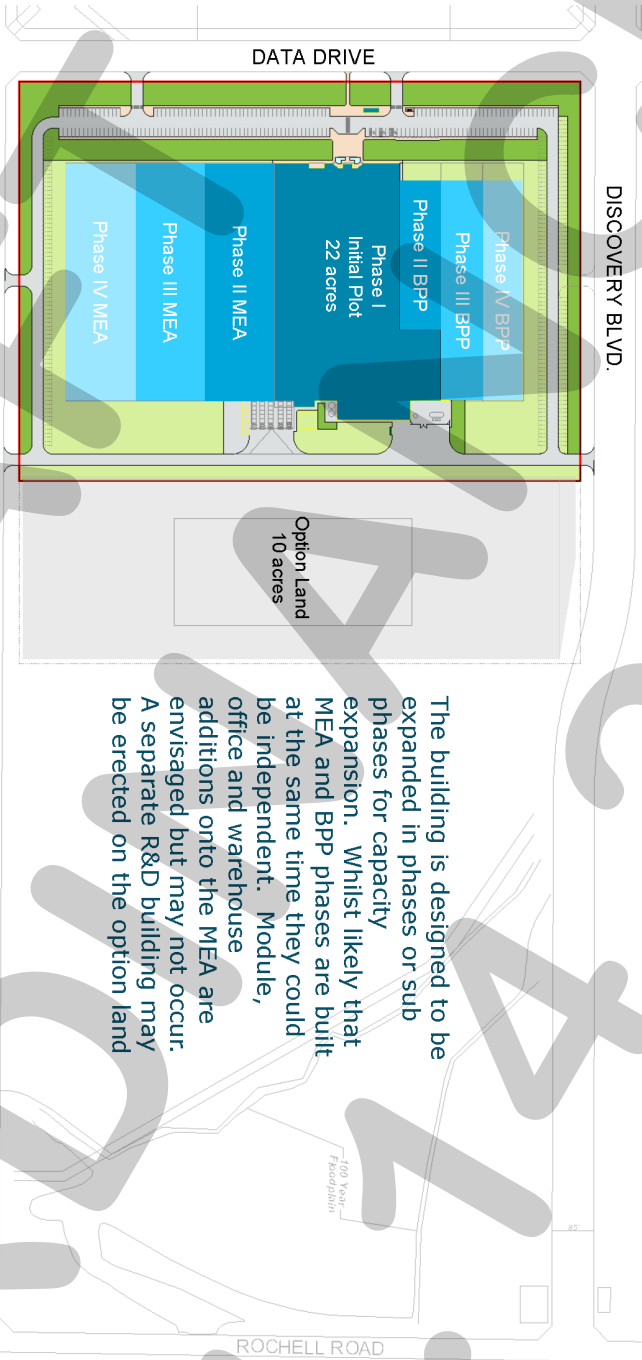 DATA DRIVE
DISCOVERY BLVD.
Phase IV MEA
Phase III MEA
Phase II MEA
Phase I
Initial Plot
22 acres
Phase II BPP
Phase III BPP
Phase IV BPP
Option Land
10 acres
The building is designed to be
expanded in phases or sub
phases for capacity
expansion. Whilst likely that
MEA and BPP phases are built
at the same time they could
be independent. Module,
office and warehouse
additions onto the MEA are
envisaged but may not occur.
A separate R&D building may
be erected on the option land
100 Year
Floodplain
85'
ROCHELL ROAD